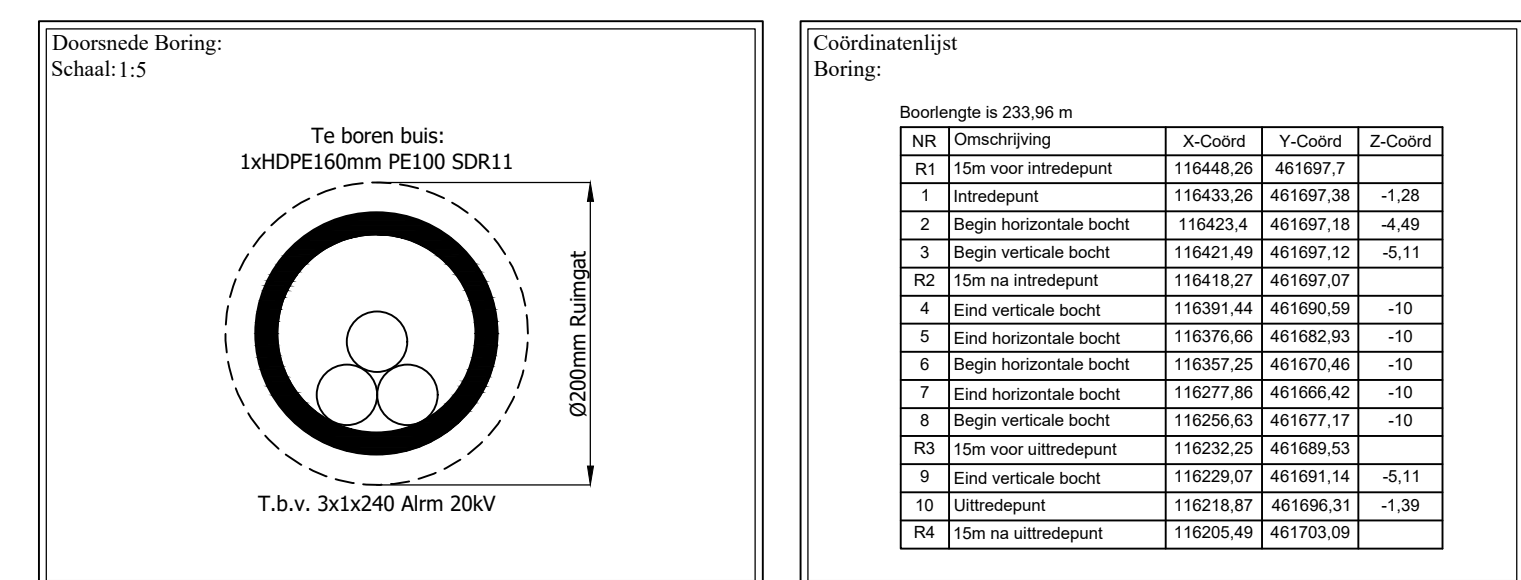 Doorsnede Boring:
Schaal:1:5
Te boren buis:
1xHDPE160mm PE100 SDR11
Ø200mm Ruimgat
T.b.v. 3x1x240 Alrm 20kV
Coördinatenlijst
Boring:
Boorlengte is 233,96 m
NR Omschrijving X-Coörd Y-Coörd Z-Coörd
R1 15m voor intredepunt 116448,26 461697,7
1 Intredepunt 116433,26 461697,38 -1,28
2 Begin horizontale bocht 116423,4 461697,18 -4,49
3 Begin verticale bocht 116421,49 461697,12 -5,11
R2 15m na intredepunt 116418,27 461697,07
4 Eind verticale bocht 116391,44 461690,59 -10
5 Eind horizontale bocht 116376,66 461682,93 -10
6 Begin horizontale bocht 116357,25 461670,46 -10
7 Eind horizontale bocht 116277,86 461666,42 -10
8 Begin verticale bocht 116256,63 461677,17 -10
R3 15m voor uittredepunt 116232,25 461689,53
9 Eind verticale bocht 116229,07 461691,14 -5,11
10 Uittredepunt 116218,87 461696,31 -1,39
R4 15m na uittredepunt 116205,49 461703,09